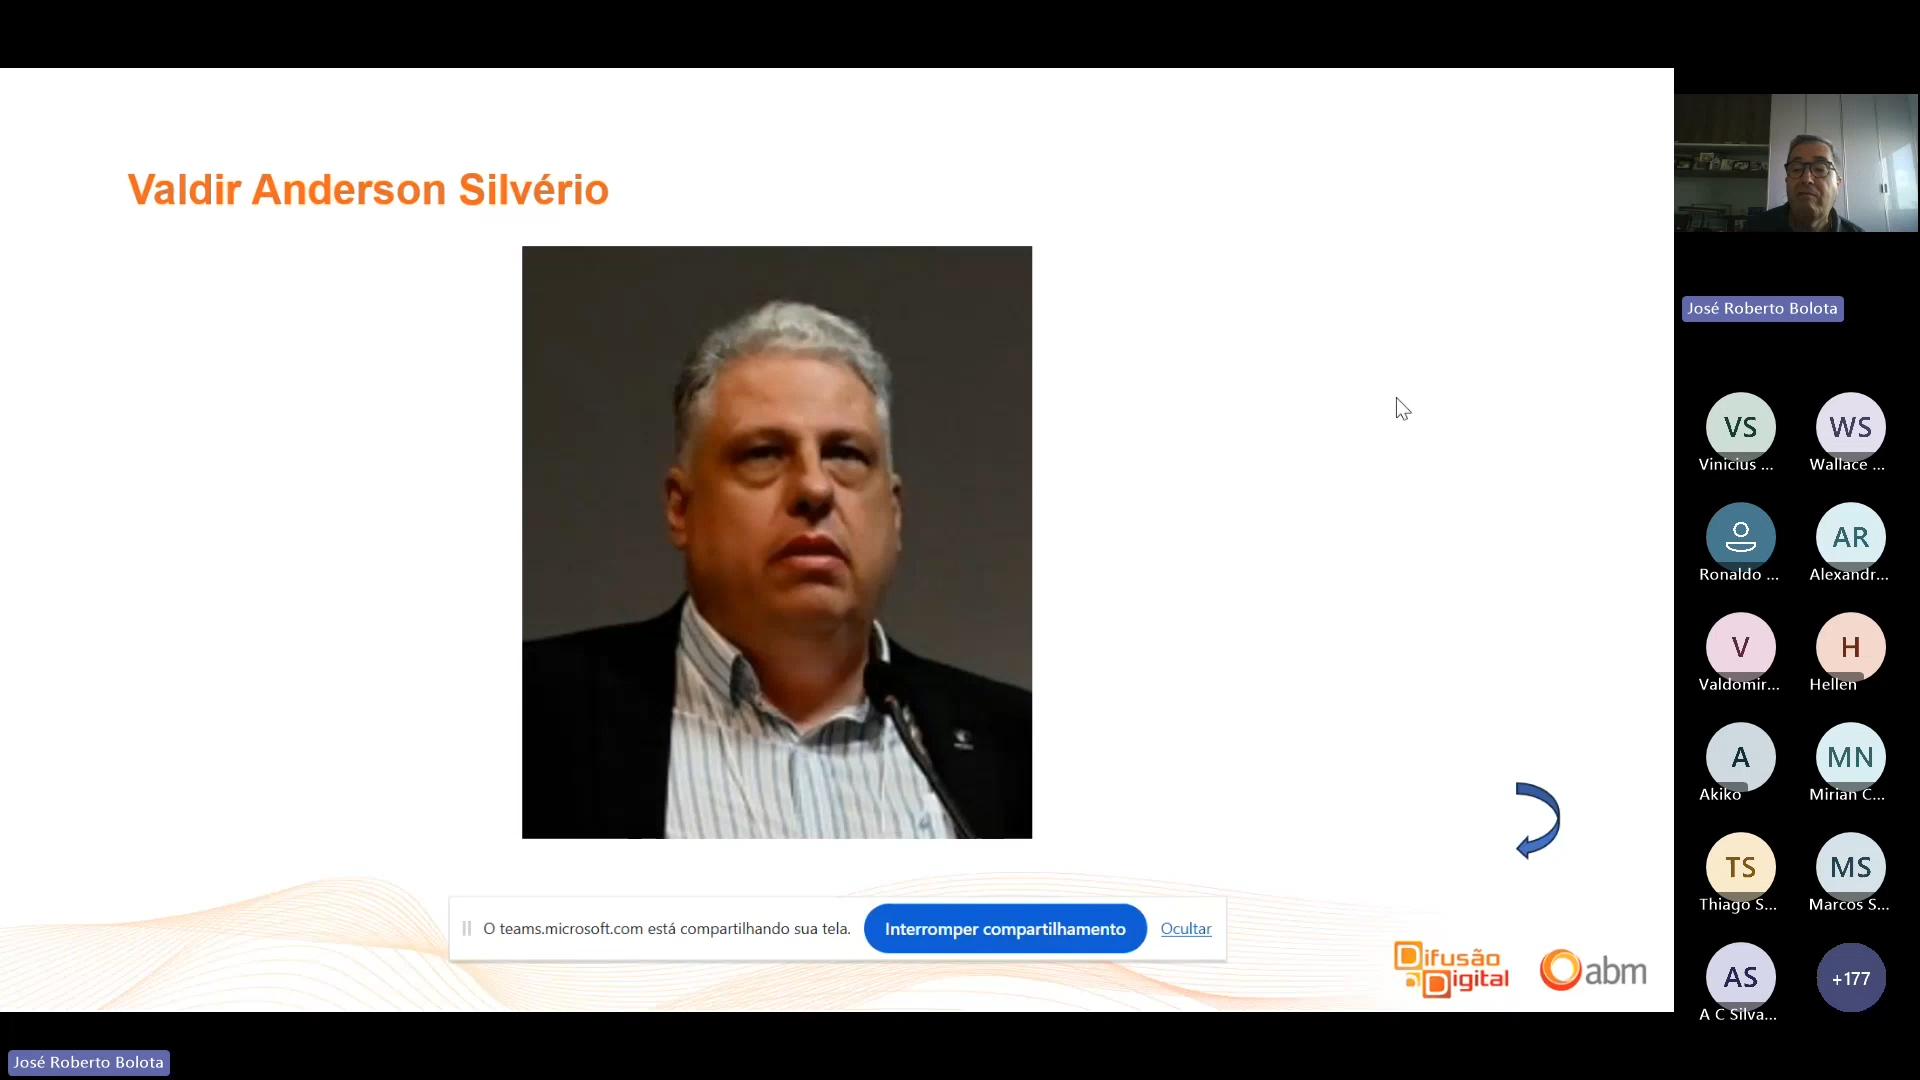 Valdir Anderson Silvério
O teams.microsoft.com está compartilhando sua tela.
Interromper compartilhamento
Ocultar
Difusão
Digital
abm
José Roberto Bolota
VS
Vinicius ...
WS
Wallace ...
Ronaldo ...
AR
Alexandr...
V
Valdomir...
H
Hellen
A
Akiko
MN
Mirian C...
TS
Thiago S...
MS
Marcos S...
AS
A C Silva...
+177
José Roberto Bolota